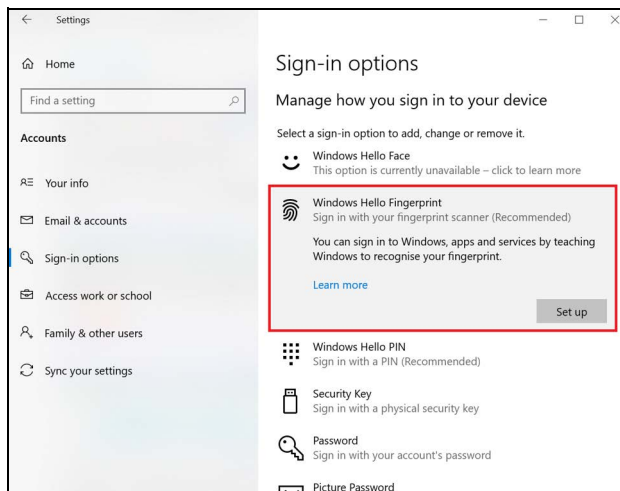 Settings
Home
Find a setting
Accounts
Your info
Email & accounts
Sign-in options
Access work or school
Family & other users
Sync your settings
Sign-in options
Manage how you sign in to your device
Select a sign-in option to add, change or remove it.
Windows Hello Face
This option is currently unavailable – click to learn more
Windows Hello Fingerprint
Sign in with your fingerprint scanner (Recommended)
You can sign in to Windows, apps and services by teaching
Windows to recognise your fingerprint.
Learn more
Set up
Windows Hello PIN
Sign in with a PIN (Recommended)
Security Key
Sign in with a physical security key
Password
Sign in with your account's password
Picture Password